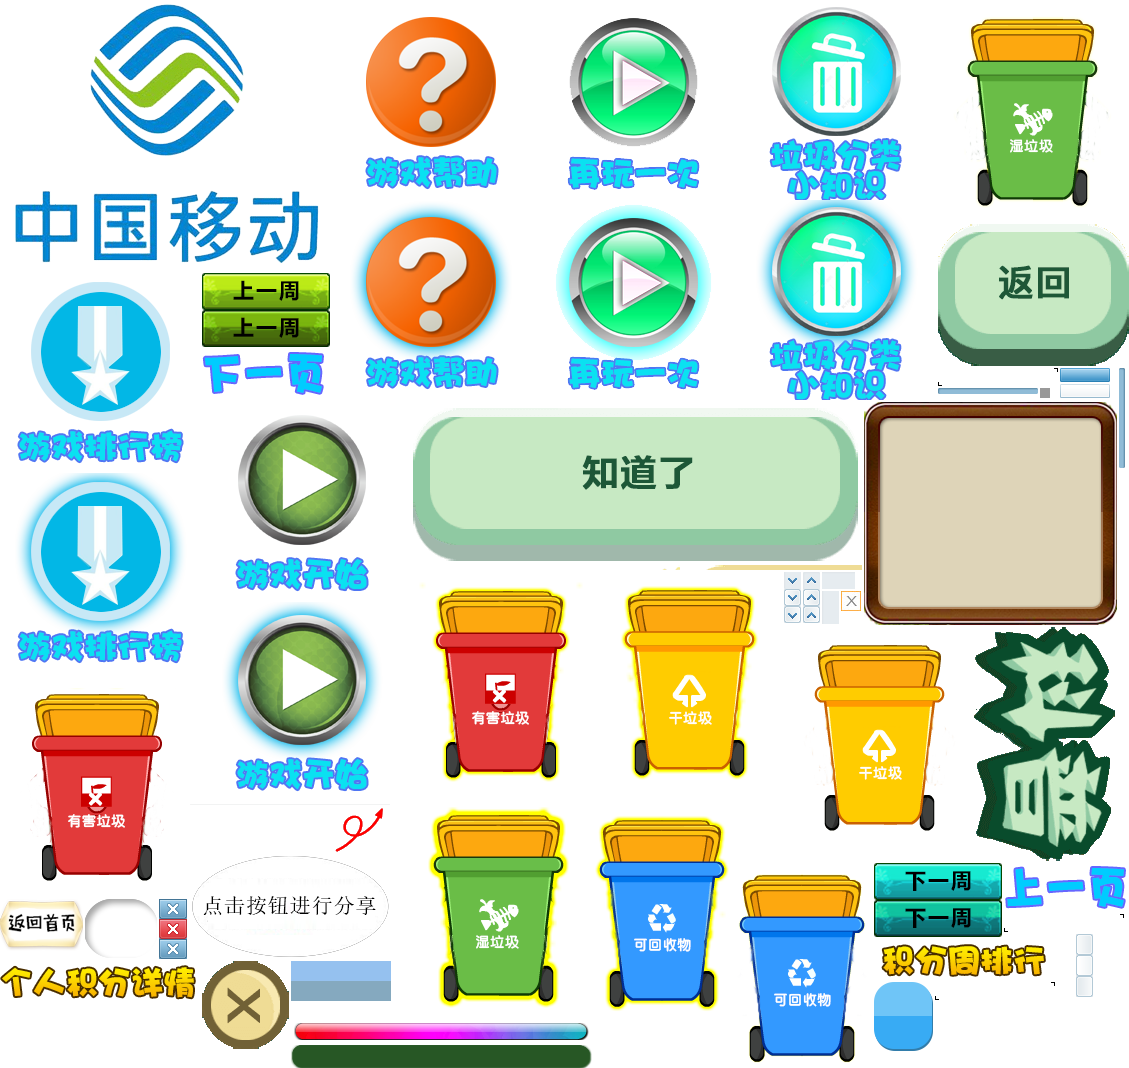 中国移动
游戏帮助
再玩一次
垃圾分类
小知识
湿垃圾
游戏帮助
再玩一次
垃圾分类
小知识
返回
上一周
上一周
下一页
游戏排行榜
游戏排行榜
游戏开始
游戏开始
知道了
有害垃圾
干垃圾
干垃圾
有害垃圾
点击按钮进行分享
湿垃圾
可回收物
可回收物
下一周
下一周
上一页
积分周排行
返回首页
个人积分详情